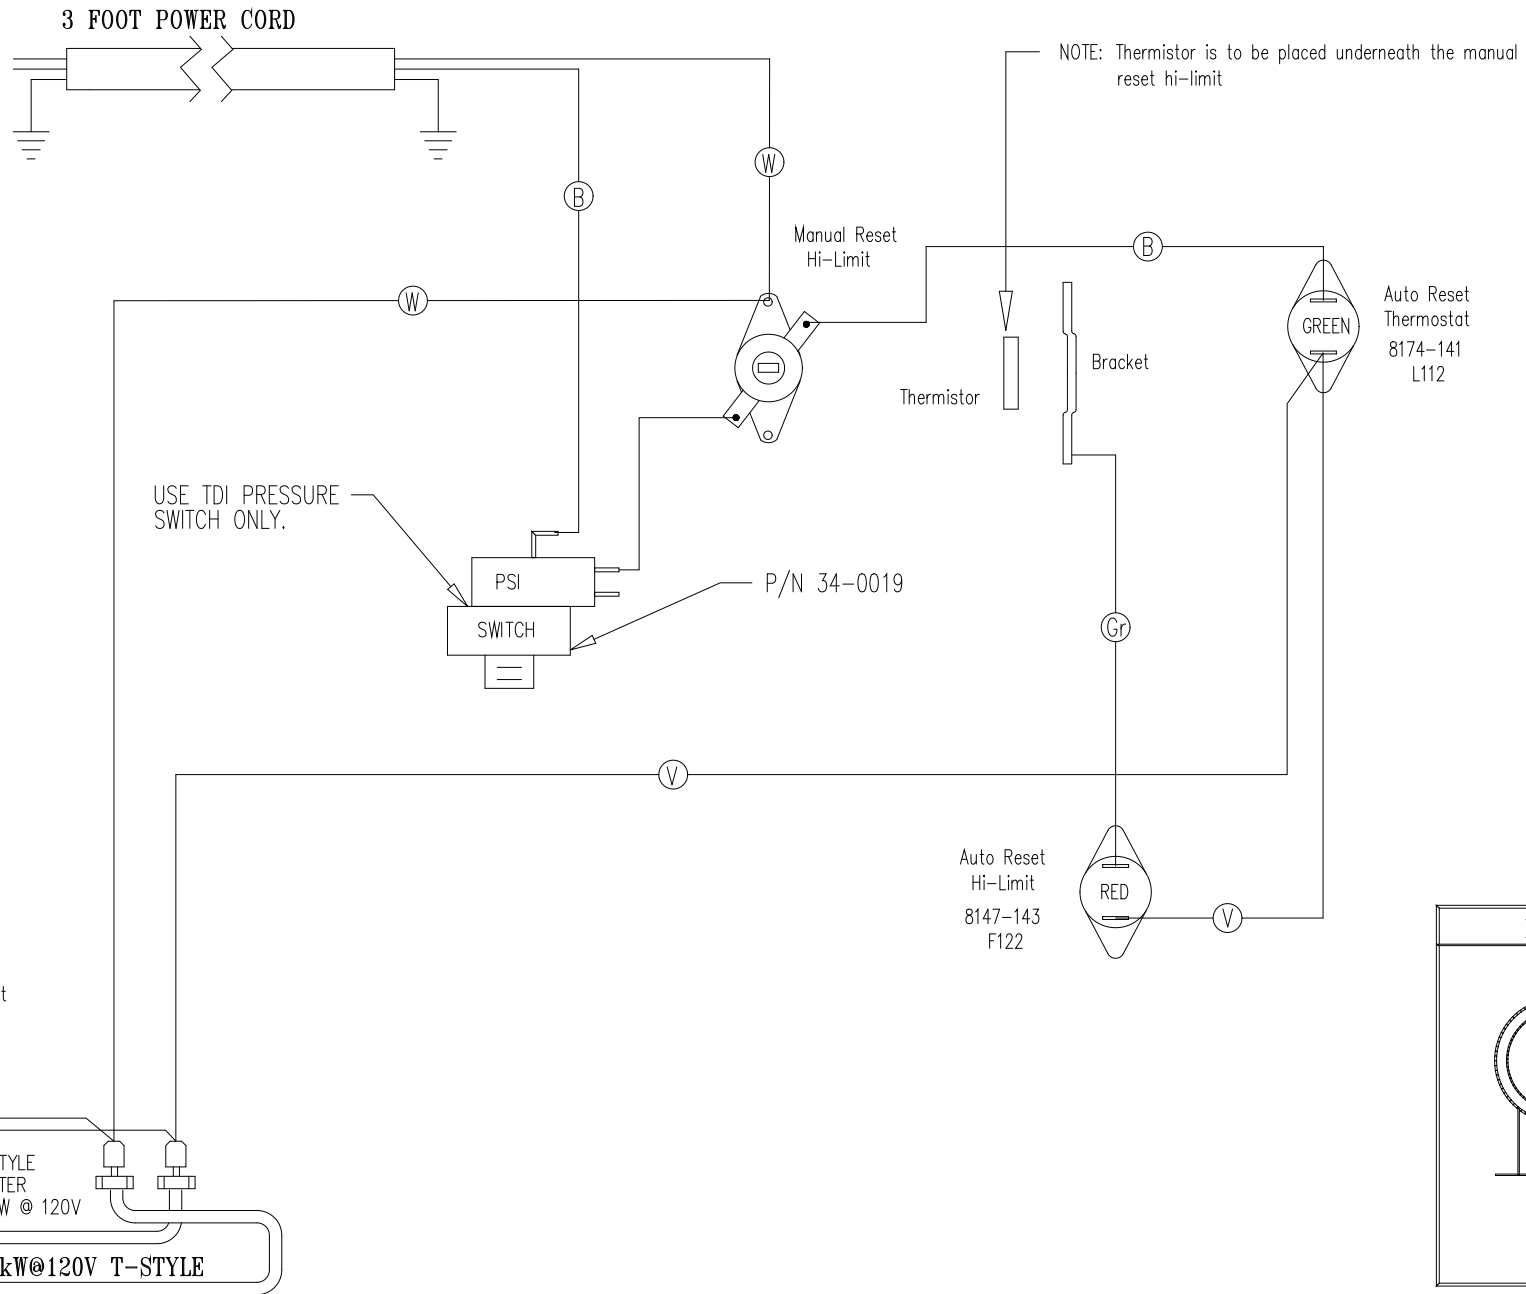 3 FOOT POWER CORD
NOTE: Thermistor is to be placed underneath the manual
reset hi-limit
W
B
Manual Reset
Hi-Limit
B
W
Auto Reset
Thermostat
8174-141
L112
GREEN
Bracket
Thermistor
USE TDI PRESSURE
SWITCH ONLY.
PSI
P/N 34-0019
SWITCH
Gr
V
Auto Reset
Hi-Limit
8147-143
F122
RED
V
t
TYLE
TER
W @ 120V
kW@120V T-STYLE